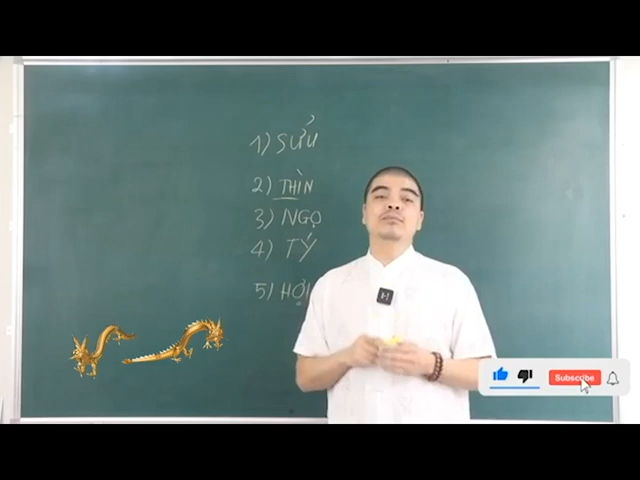 1) SỬU
2) THÌN
3) NGỌ
4) TÝ
5) HỢI
Subscribe